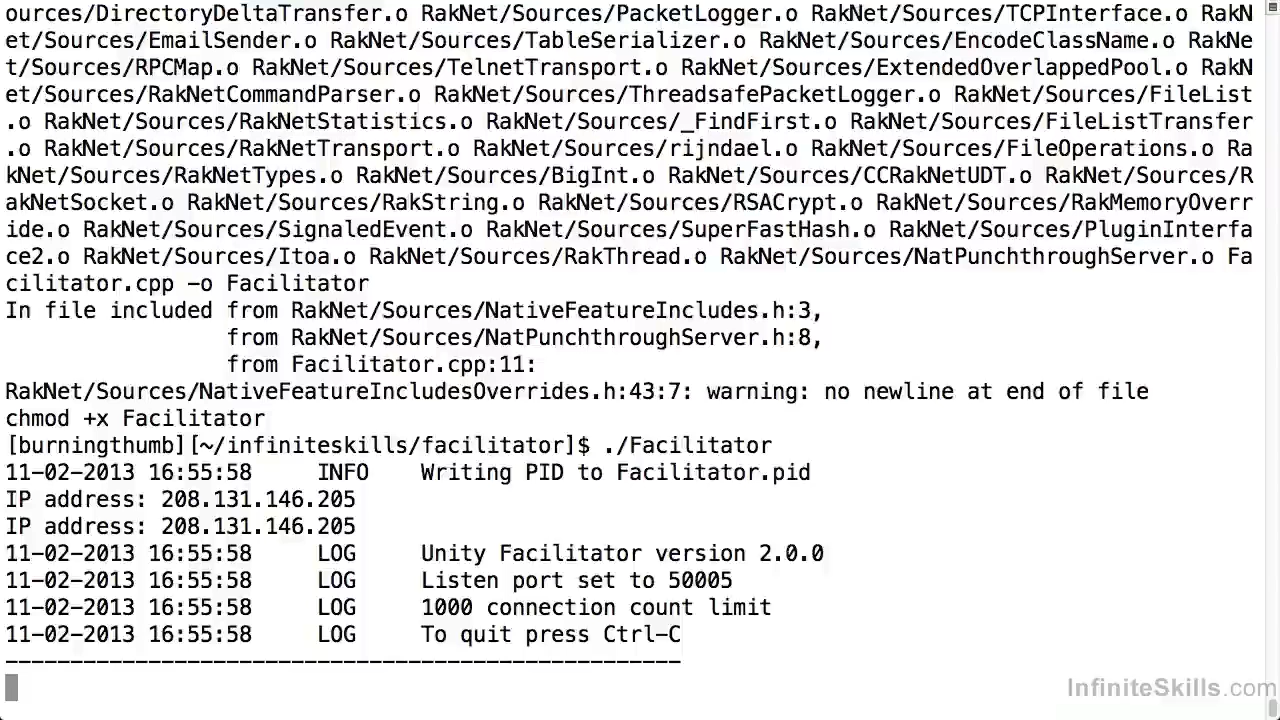 ources/DirectoryDeltaTransfer.o RakNet/Sources/PacketLogger.o RakNet/Sources/TCPInterface.o RakN
et/Sources/EmailSender.o RakNet/Sources/TableSerializer.o RakNet/Sources/EncodeClassName.o RakNe
t/Sources/RPCMap.o RakNet/Sources/TelnetTransport.o RakNet/Sources/ExtendedOverlappedPool.o RakN
et/Sources/RakNetCommandParser.o RakNet/Sources/ThreadsafePacketLogger.o RakNet/Sources/FileList
.o RakNet/Sources/RakNetStatistics.o RakNet/Sources/_FindFirst.o RakNet/Sources/FileListTransfer
.o RakNet/Sources/RakNetTransport.o RakNet/Sources/rijndael.o RakNet/Sources/FileOperations.o Ra
kNet/Sources/RakNetTypes.o RakNet/Sources/BigInt.o RakNet/Sources/CCRakNetUDT.o RakNet/Sources/R
akNetSocket.o RakNet/Sources/RakString.o RakNet/Sources/RSACrypt.o RakNet/Sources/RakMemoryOverr
ide.o RakNet/Sources/SignaledEvent.o RakNet/Sources/SuperFastHash.o RakNet/Sources/PluginInterfa
ce2.o RakNet/Sources/Itoa.o RakNet/Sources/RakThread.o RakNet/Sources/NatPunchthroughServer.o Fa
cilitator.cpp -o Facilitator
In file included from RakNet/Sources/NativeFeatureIncludes.h:3,
from RakNet/Sources/NatPunchthroughServer.h:8,
from Facilitator.cpp:11:
RakNet/Sources/NativeFeatureIncludesOverrides.h:43:7: warning: no newline at end of file
chmod +x Facilitator
[burningthumb][~/infiniteskills/facilitator]$ ./Facilitator
11-02-2013 16:55:58 INFO Writing PID to Facilitator.pid
IP address: 208.131.146.205
IP address: 208.131.146.205
11-02-2013 16:55:58 LOG Unity Facilitator version 2.0.0
11-02-2013 16:55:58 LOG Listen port set to 50005
11-02-2013 16:55:58 LOG 1000 connection count limit
11-02-2013 16:55:58 LOG To quit press Ctrl-C
----------------------------------------------------
InfiniteSkills.com